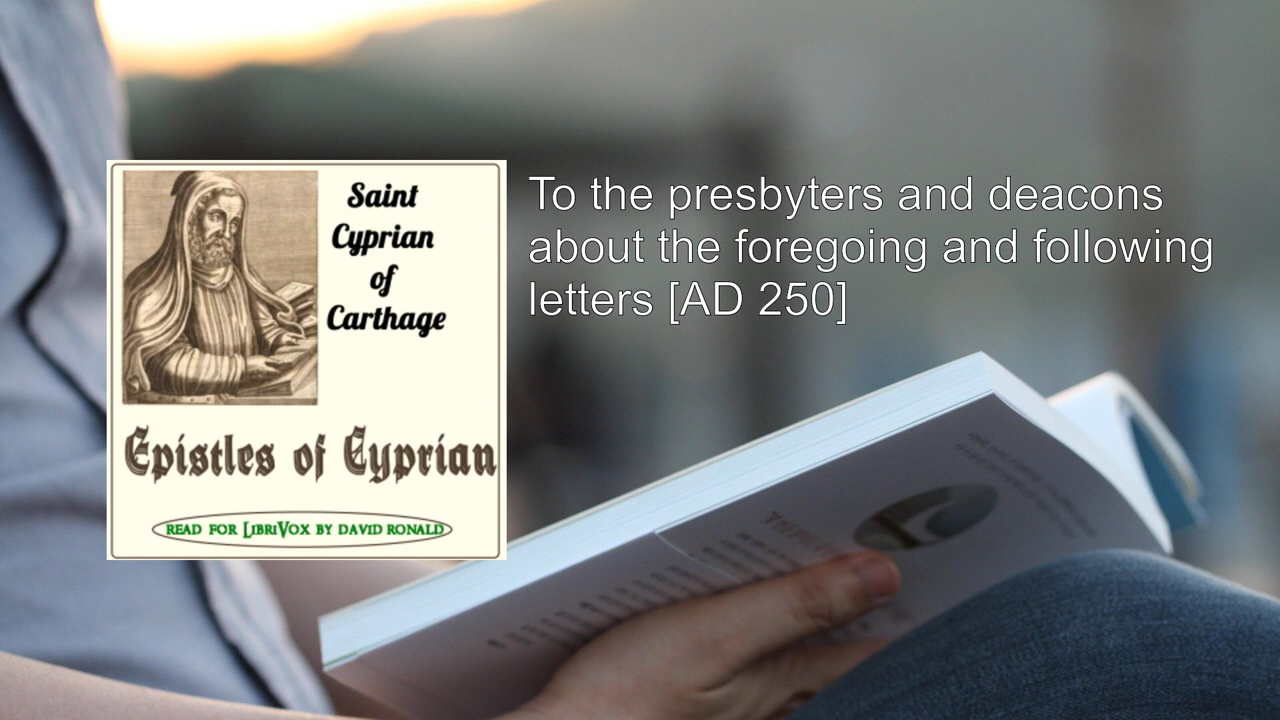 Saint
Cyprian
of
Carthage
Epistles of Cyprian
READ FOR LIBRIVOX BY DAVID RONALD
To the presbyters and deacons
about the foregoing and following
letters [AD 250]